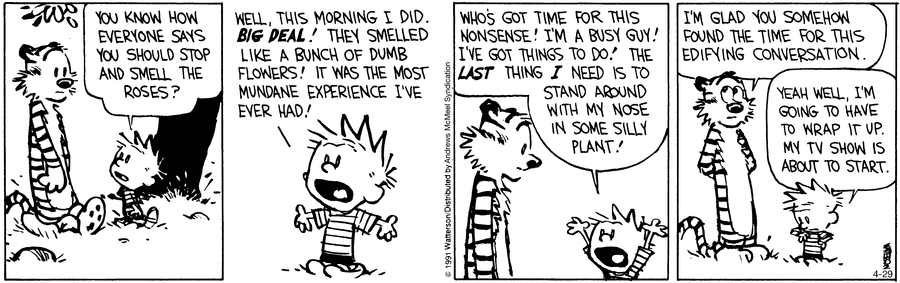 YOU KNOW HOW
EVERYONE SAYS
YOU SHOULD STOP
AND SMELL THE
ROSES?
WELL, THIS MORNING I DID.
BIG DEAL! THEY SMELLED
LIKE A BUNCH OF DUMB
FLOWERS! IT WAS THE MOST
MUNDANE EXPERIENCE I'VE
EVER HAD!
© 1991 Watterson/Distributed by Andrews McMeel Syndication
WHO'S GOT TIME FOR THIS
NONSENSE! I'M A BUSY GUY!
I'VE GOT THINGS TO DO! THE
LAST THING I NEED IS TO
STAND AROUND
WITH MY NOSE
IN SOME SILLY
PLANT!
I'M GLAD YOU SOMEHOW
FOUND THE TIME FOR THIS
EDIFYING CONVERSATION.
YEAH WELL, I'M
GOING TO HAVE
TO WRAP IT UP.
MY TV SHOW IS
ABOUT TO START.
WATTERSON
4-29